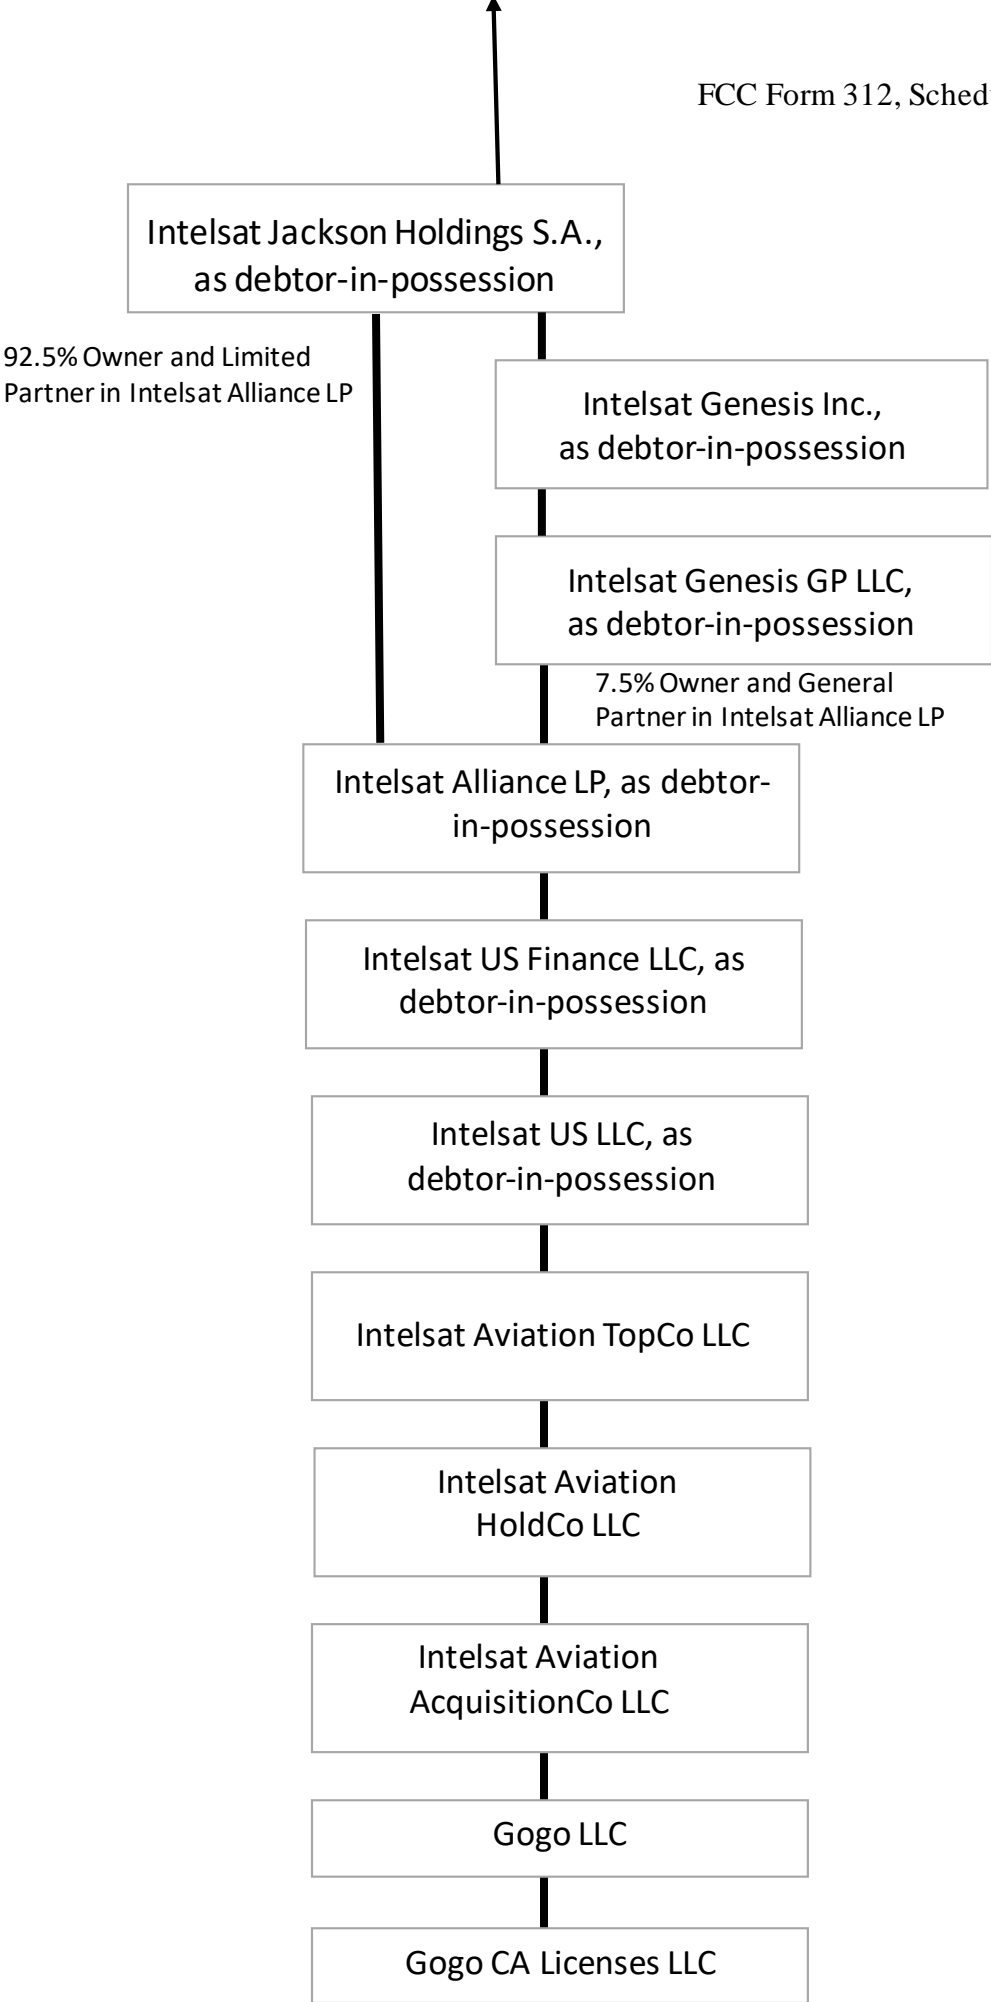 FCC Form 312, Sched
Intelsat Jackson Holdings S.A.,
as debtor-in-possession
92.5% Owner and Limited
Partner in Intelsat Alliance LP
Intelsat Genesis Inc.,
as debtor-in-possession
Intelsat Genesis GP LLC,
as debtor-in-possession
7.5% Owner and General
Partner in Intelsat Alliance LP
Intelsat Alliance LP, as debtor-
in-possession
Intelsat US Finance LLC, as
debtor-in-possession
Intelsat US LLC, as
debtor-in-possession
Intelsat Aviation TopCo LLC
Intelsat Aviation
HoldCo LLC
Intelsat Aviation
AcquisitionCo LLC
Gogo LLC
Gogo CA Licenses LLC